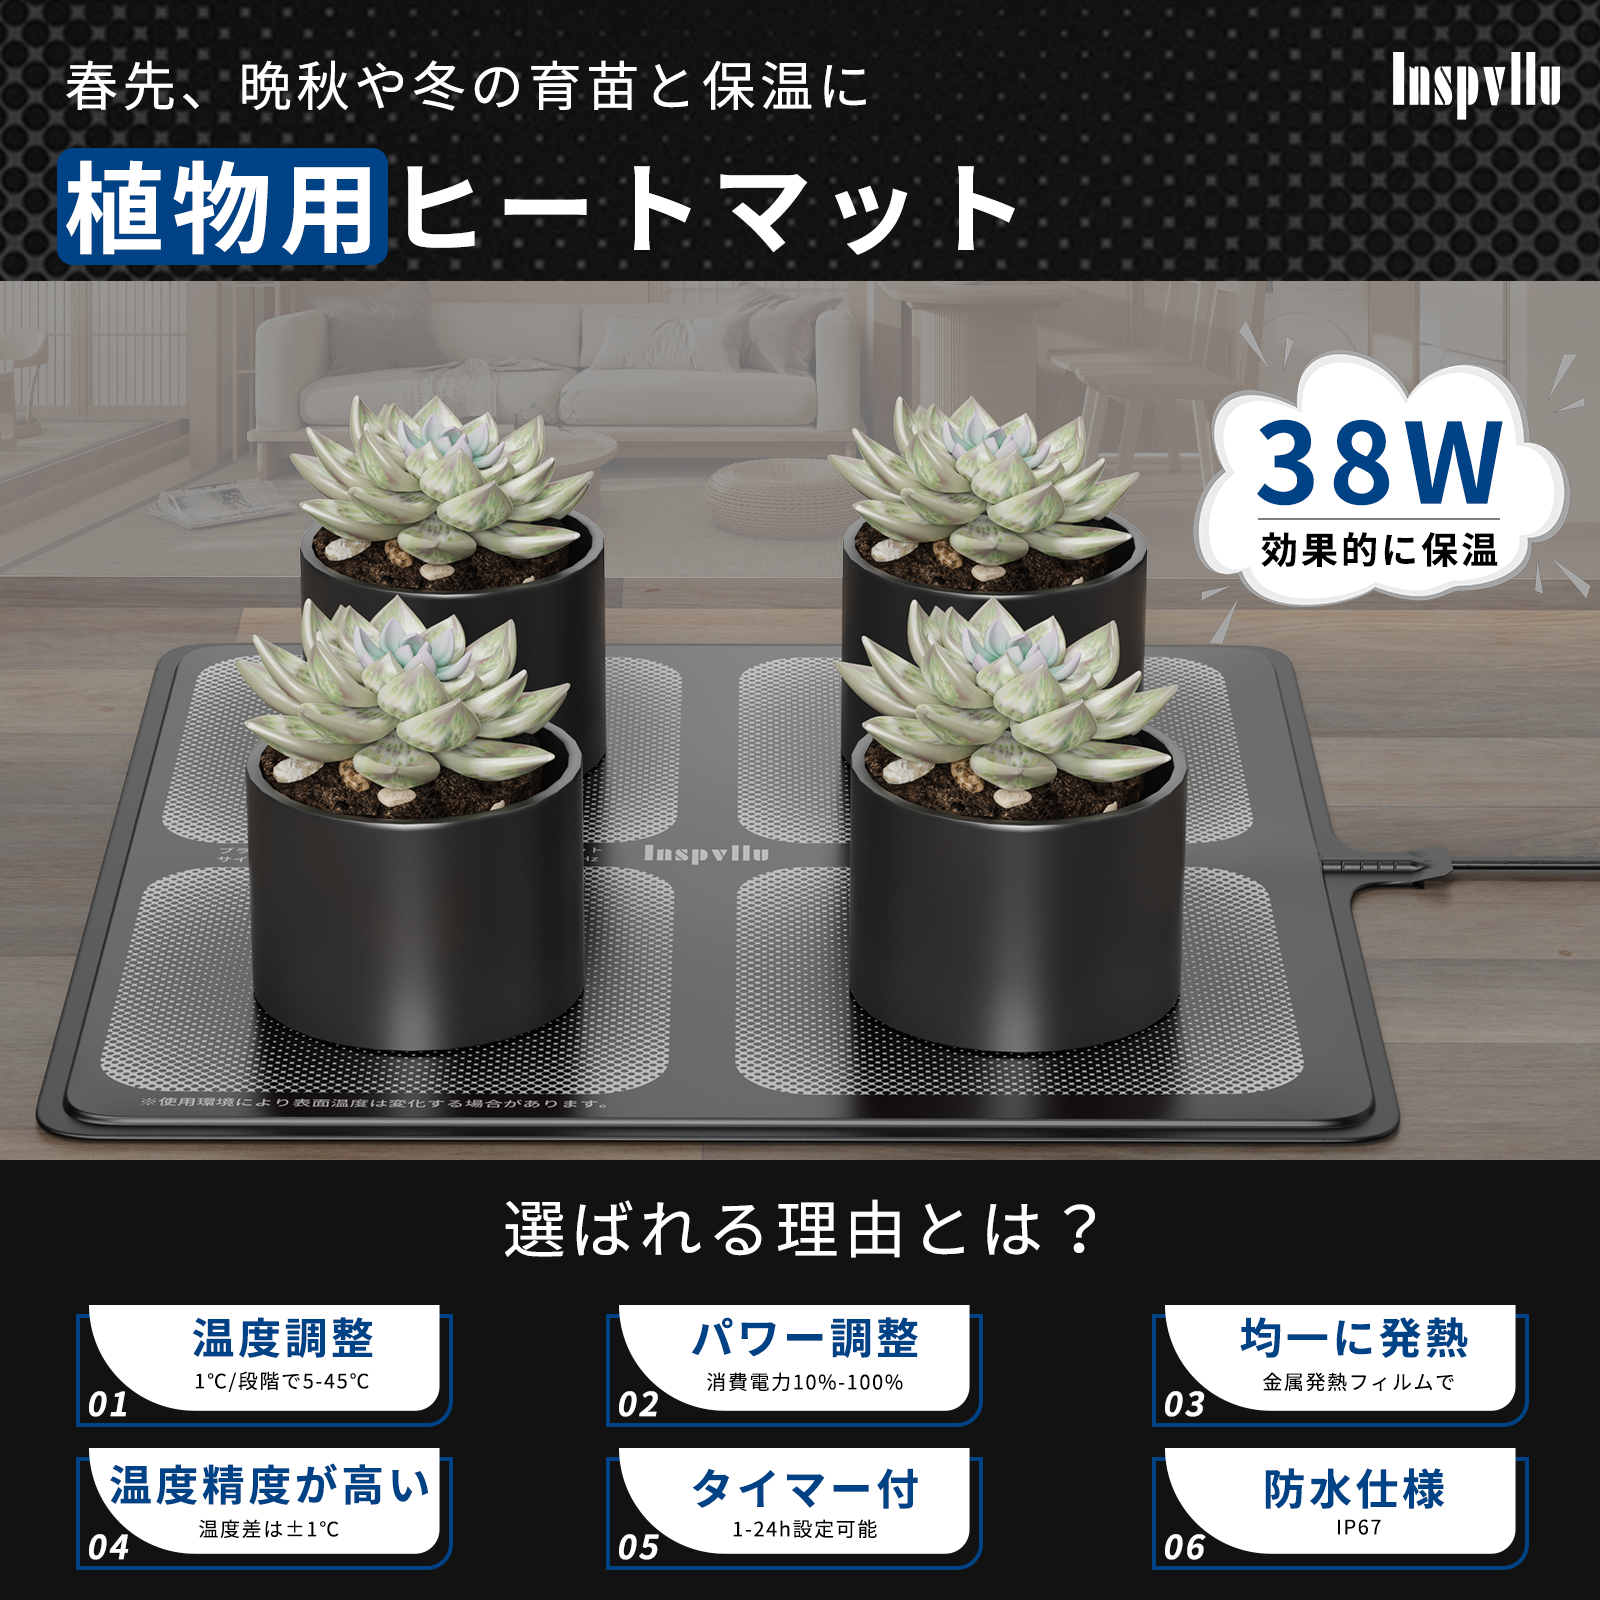 春先、晩秋や冬の育苗と保温に
Inspvllu
植物用ヒートマット
38W
効果的に保温
Inspvllu
※使用環境により表面温度は変化する場合があります。
選ばれる理由とは？
温度調整
1℃/段階で5-45℃
01
パワー調整
消費電力10%-100%
02
均一に発熱
金属発熱フィルムで
03
温度精度が高い
温度差は±1℃
04
タイマー付
1-24h設定可能
05
防水仕様
IP67
06